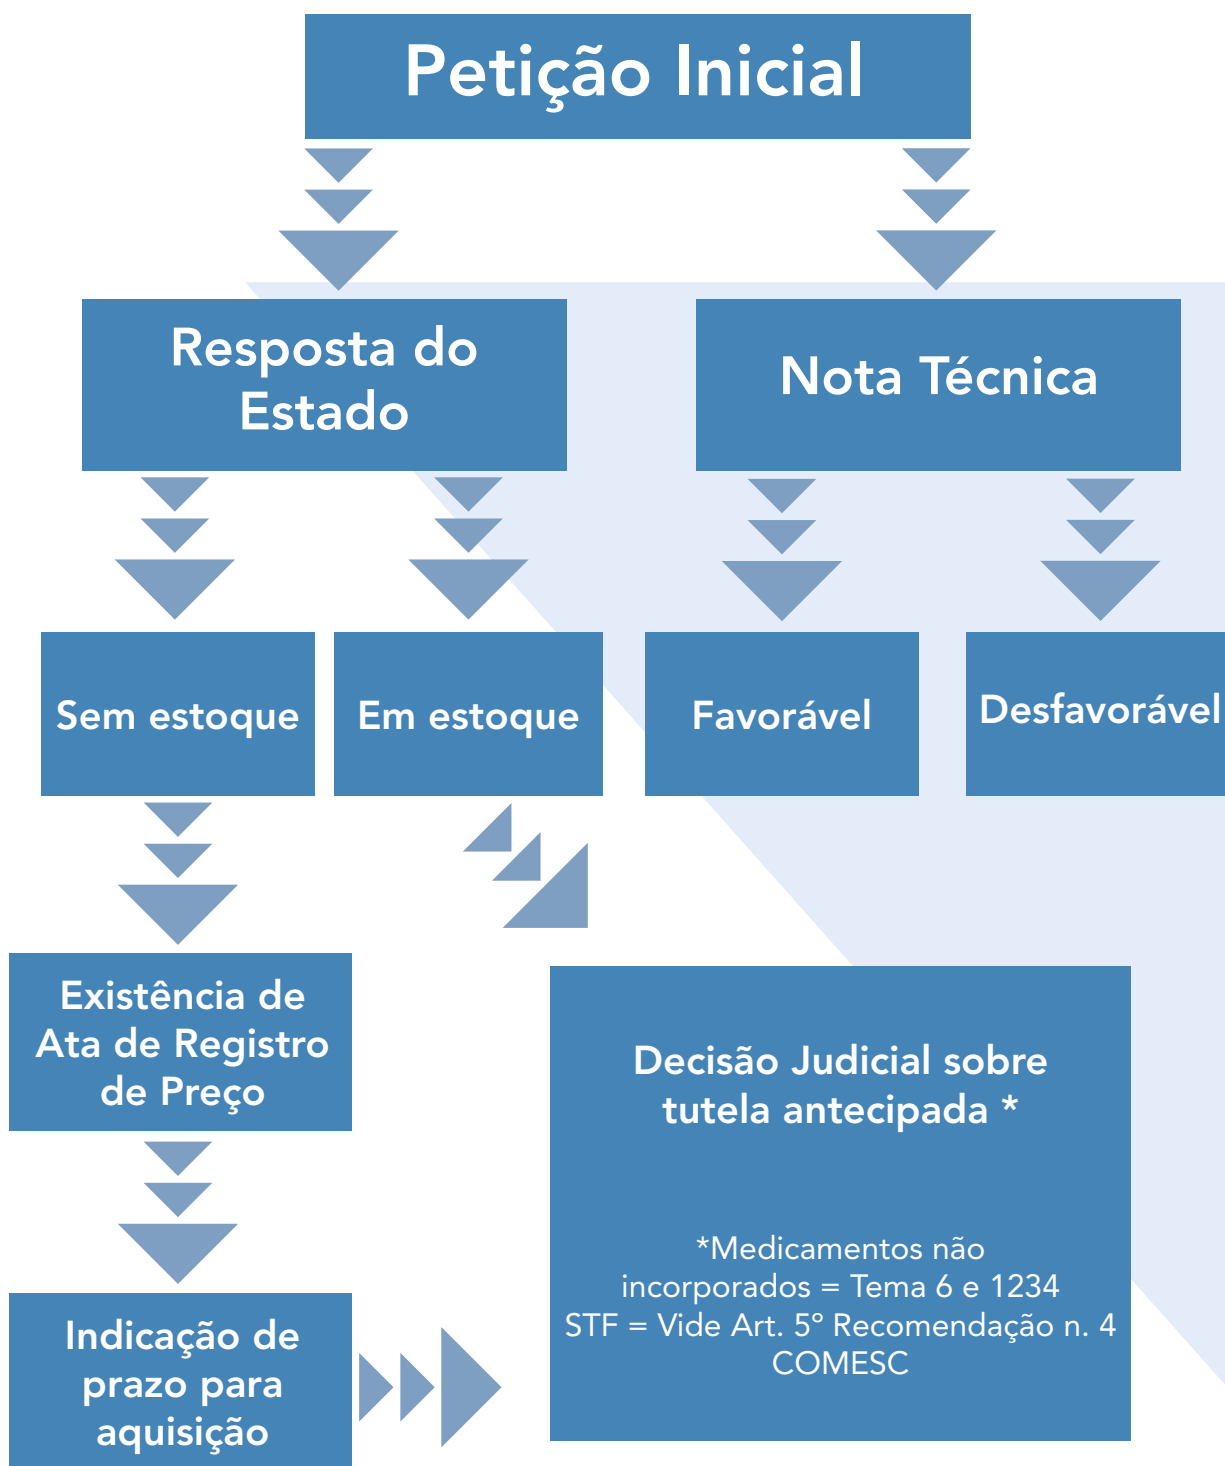 Petição Inicial
Resposta do
Estado
Nota Técnica
Sem estoque
Em estoque
Favorável
Desfavorável
Existência de
Ata de Registro
de Preço
Decisão Judicial sobre
tutela antecipada *
*Medicamentos não
incorporados = Tema 6 e 1234
STF = Vide Art. 5º Recomendação n. 4
COMESC
Indicação de
prazo para
aquisição